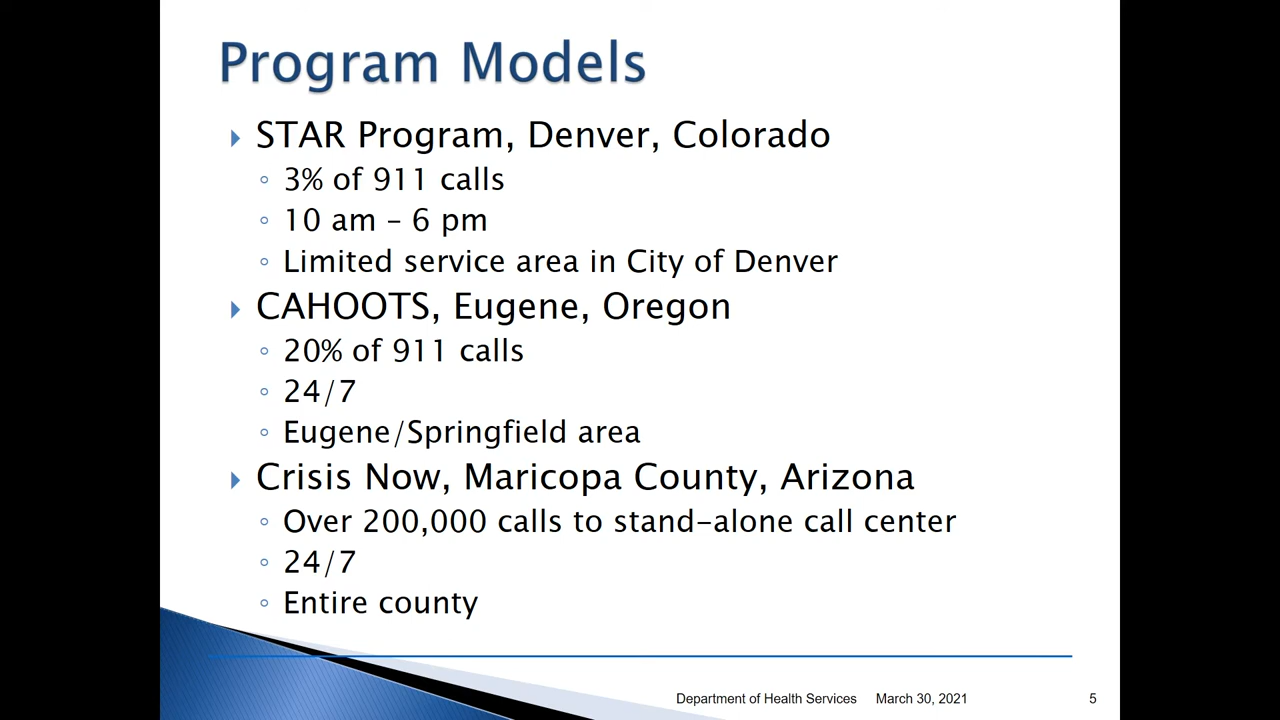 Program Models
STAR Program, Denver, Colorado
3% of 911 calls
10 am – 6 pm
Limited service area in City of Denver
CAHOOTS, Eugene, Oregon
20% of 911 calls
24/7
Eugene/Springfield area
Crisis Now, Maricopa County, Arizona
Over 200,000 calls to stand-alone call center
24/7
Entire county
Department of Health Services March 30, 2021 5